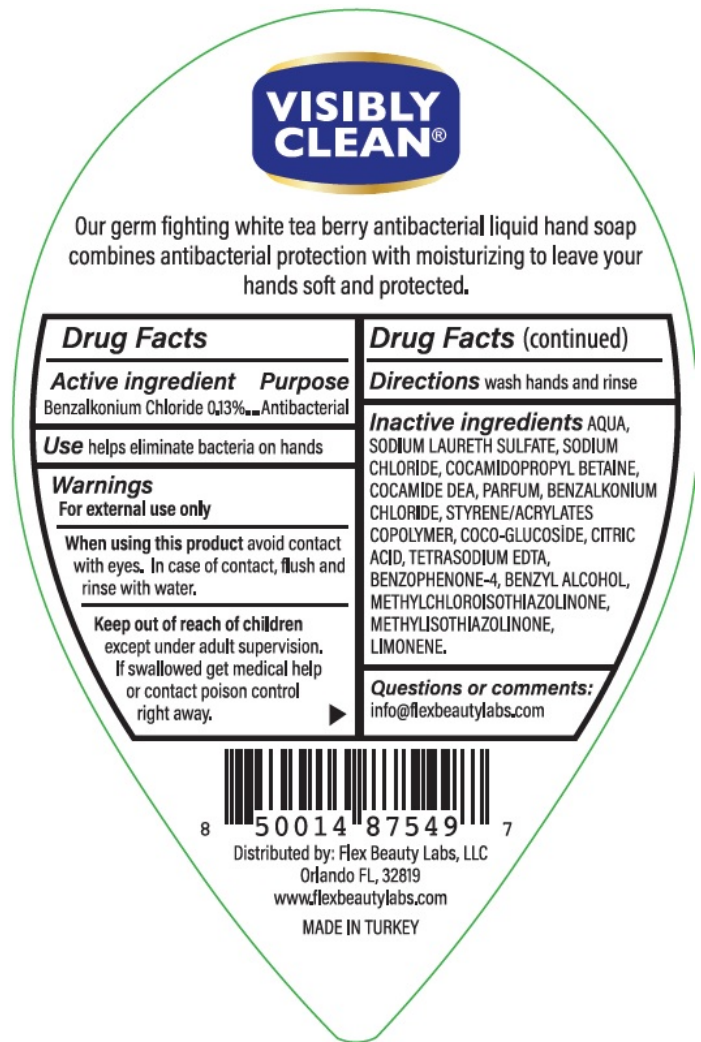 VISIBLY
CLEAN®
Our germ fighting white tea berry antibacterial liquid hand soap
combines antibacterial protection with moisturizing to leave your
hands soft and protected.
Drug Facts
Active ingredient Purpose
Benzalkonium Chloride 0.13%...Antibacterial
Use helps eliminate bacteria on hands
Warnings
For external use only
When using this product avoid contact
with eyes. In case of contact, flush and
rinse with water.
Keep out of reach of children
except under adult supervision.
If swallowed get medical help
or contact poison control
right away.
Drug Facts (continued)
Directions wash hands and rinse
Inactive ingredients AQUA,
SODIUM LAURETH SULFATE, SODIUM
CHLORIDE, COCAMIDOPROPYL BETAINE,
COCAMIDE DEA, PARFUM, BENZALKONIUM
CHLORIDE, STYRENE/ACRYLATES
COPOLYMER, COCO-GLUCOSİDE, CITRIC
ACID, TETRASODIUM EDTA,
BENZOPHENONE-4, BENZYL ALCOHOL,
METHYLCHLOROISOTHIAZOLINONE,
METHYLISOTHIAZOLINONE,
LIMONENE.
Questions or comments:
info@flexbeautylabs.com
8 50014 87549 7
Distributed by: Flex Beauty Labs, LLC
Orlando FL, 32819
www.flexbeautylabs.com
MADE IN TURKEY